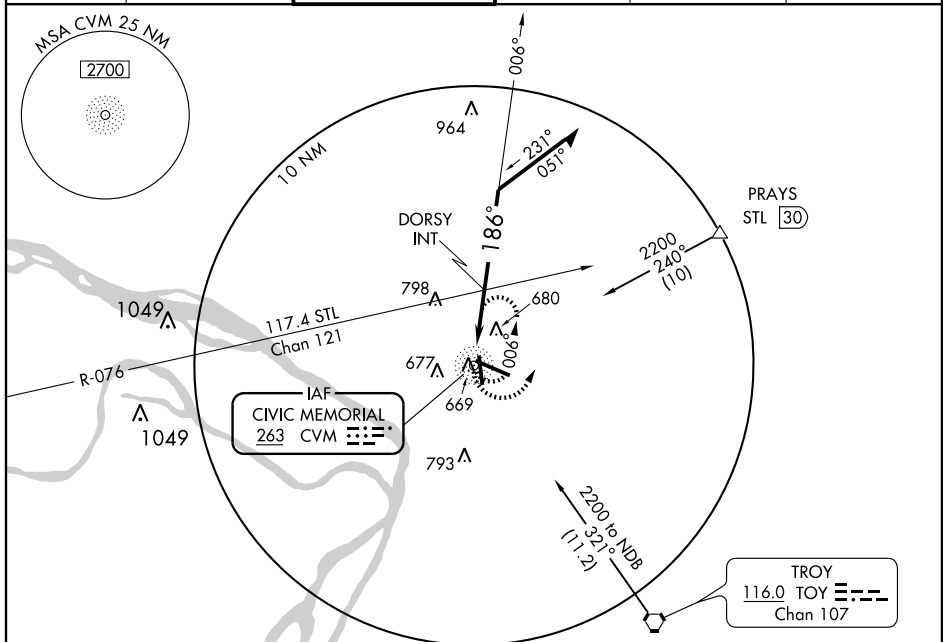 MSA CVM 25 NM
2700
006°
964
10 NM
231°
051°
PRAYS
STL 30
DORSY
INT
186°
2200
240°
(10)
798
680
1049
117.4 STL
Chan 121
006°
677
R-076
669
IAF
CIVIC MEMORIAL
263 CVM
1049
793
2200 to NDB
321°
(11.2)
TROY
116.0 TOY
Chan 107